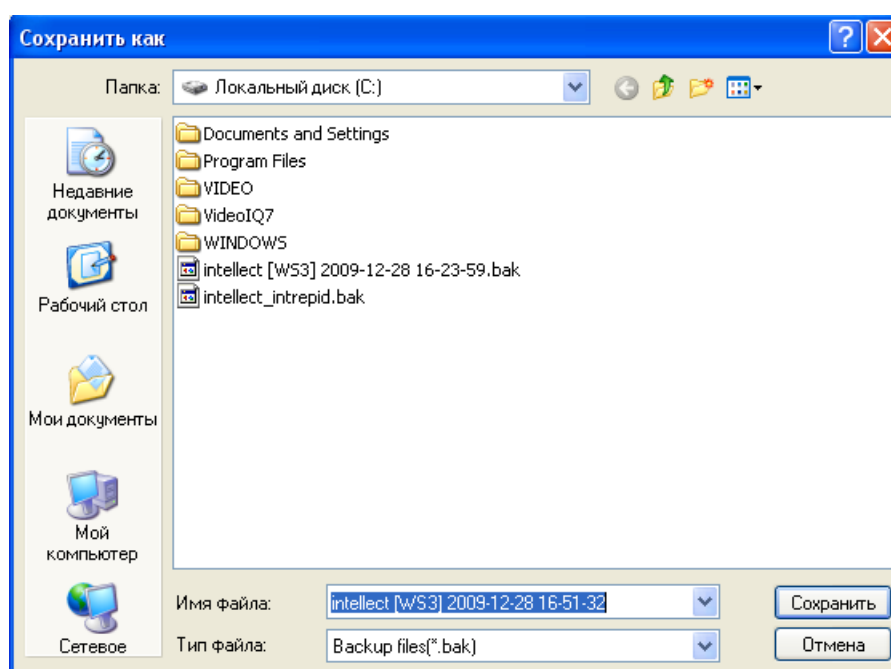 Сохранить как
Папка: Локальный диск (C:)
Недавние документы
Рабочий стол
Мои документы
Мой компьютер
Сетевое
Documents and Settings
Program Files
VIDEO
VideoIQ7
WINDOWS
intellect [WS3] 2009-12-28 16-23-59.bak
intellect_intrepid.bak
Имя файла: intellect [WS3] 2009-12-28 16-51-32 Сохранить
Тип файла: Backup files(*.bak) Отмена